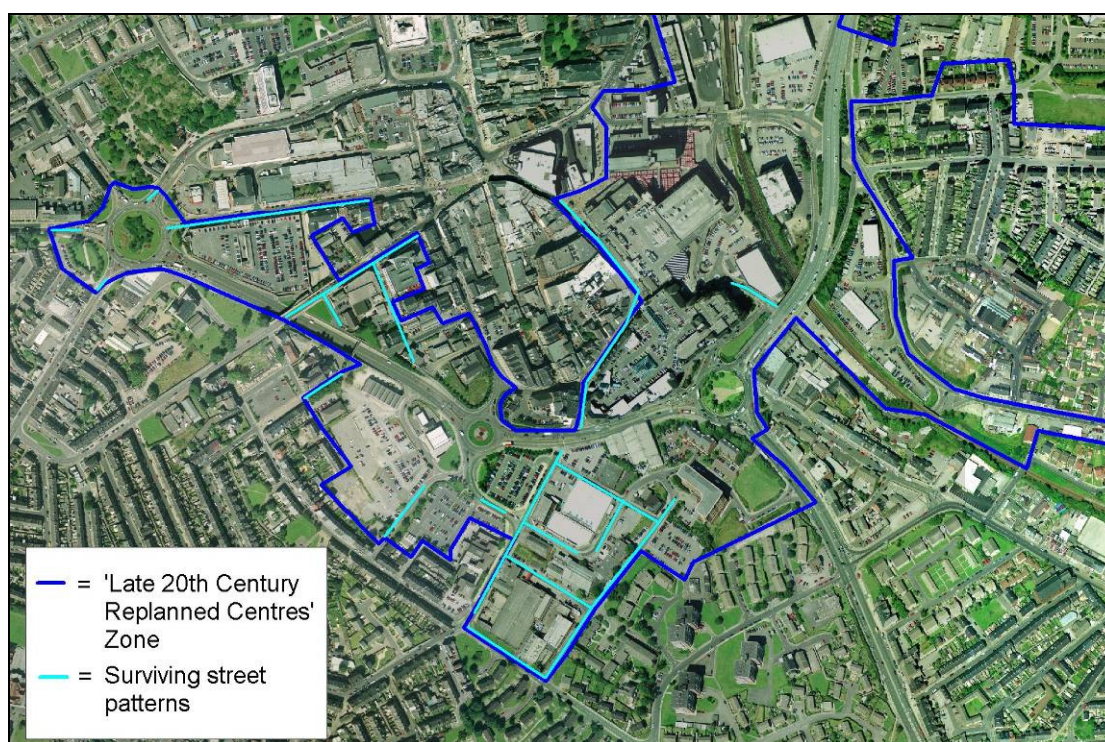 = 'Late 20th Century
Replanned Centres'
Zone
= Surviving street
patterns